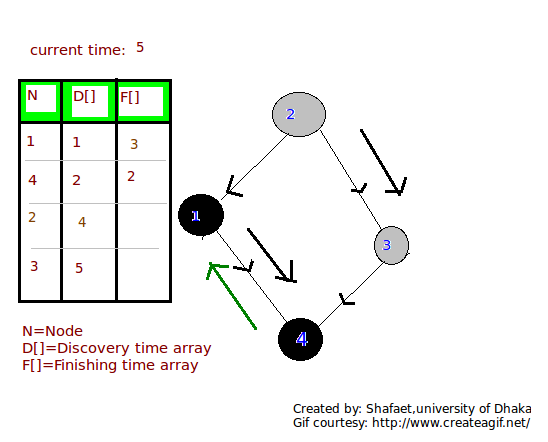 current time: 5
N D[] F[]
1 1 3
4 2 2
2 4
3 5
2
1
3
4
N=Node
D[]=Discovery time array
F[]=Finishing time array
Created by: Shafaet,university of Dhaka
Gif courtesy: http://www.createagif.net/